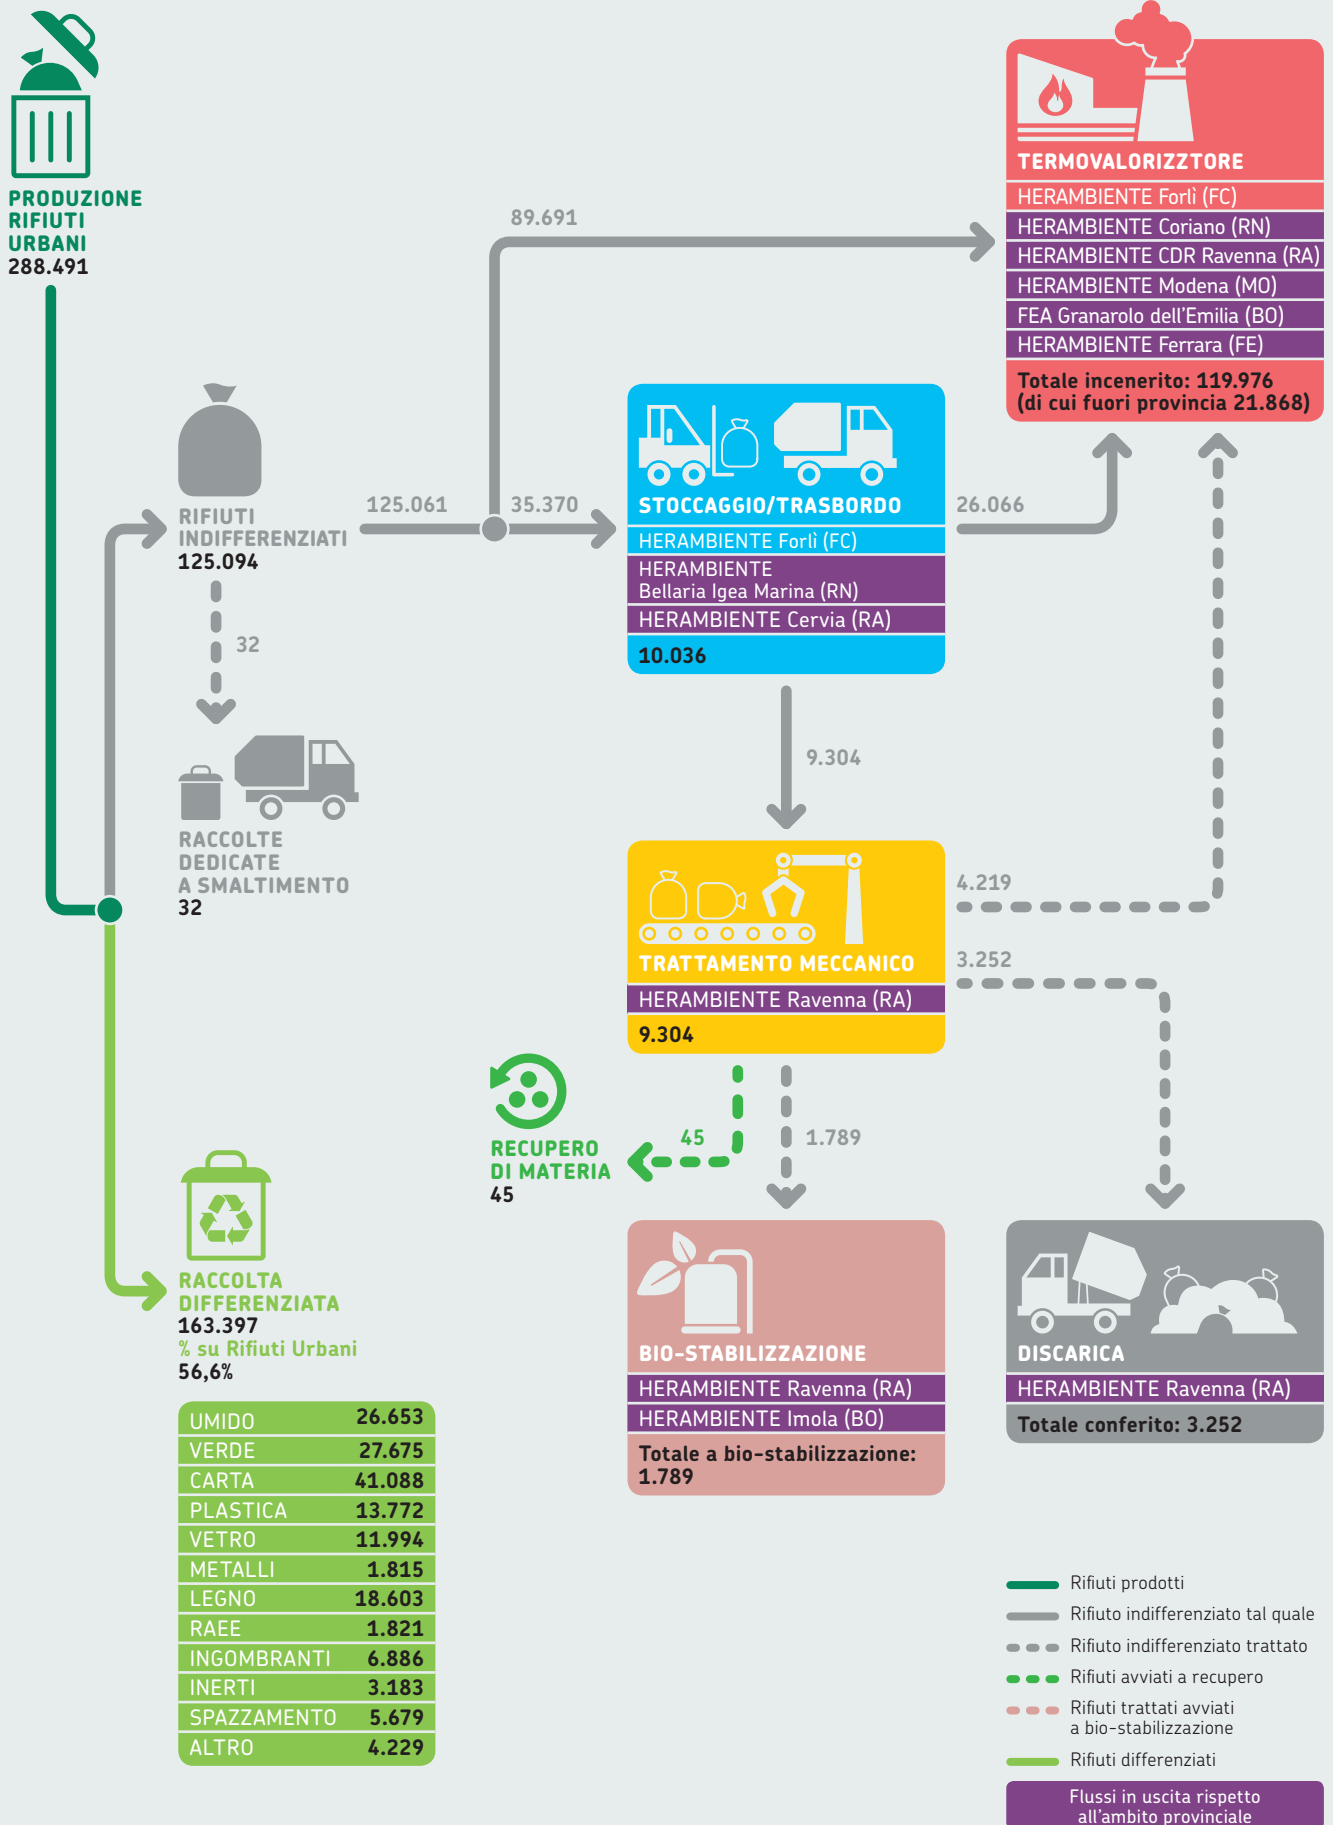 PRODUZIONE
RIFIUTI
URBANI
288.491
TERMOVALORIZZTORE
HERAMBIENTE Forlì (FC)
HERAMBIENTE Coriano (RN)
HERAMBIENTE CDR Ravenna (RA)
HERAMBIENTE Modena (MO)
FEA Granarolo dell'Emilia (BO)
HERAMBIENTE Ferrara (FE)
Totale incenerito: 119.976
(di cui fuori provincia 21.868)
89.691
RIFIUTI
INDIFFERENZIATI
125.094
125.061
35.370
STOCCAGGIO/TRASBORDO
HERAMBIENTE Forlì (FC)
HERAMBIENTE
Bellaria Igea Marina (RN)
HERAMBIENTE Cervia (RA)
10.036
26.066
32
RACCOLTE
DEDICATE
A SMALTIMENTO
32
9.304
TRATTAMENTO MECCANICO
HERAMBIENTE Ravenna (RA)
9.304
4.219
3.252
RECUPERO
DI MATERIA
45
45
1.789
RACCOLTA
DIFFERENZIATA
163.397
% su Rifiuti Urbani
56,6%
UMIDO 26.653
VERDE 27.675
CARTA 41.088
PLASTICA 13.772
VETRO 11.994
METALLI 1.815
LEGNO 18.603
RAEE 1.821
INGOMBRANTI 6.886
INERTI 3.183
SPAZZAMENTO 5.679
ALTRO 4.229
BIO-STABILIZZAZIONE
HERAMBIENTE Ravenna (RA)
HERAMBIENTE Imola (BO)
Totale a bio-stabilizzazione:
1.789
DISCARICA
HERAMBIENTE Ravenna (RA)
Totale conferito: 3.252
Rifiuti prodotti
Rifiuto indifferenziato tal quale
Rifiuto indifferenziato trattato
Rifiuti avviati a recupero
Rifiuti trattati avviati
a bio-stabilizzazione
Rifiuti differenziati
Flussi in uscita rispetto
all'ambito provinciale